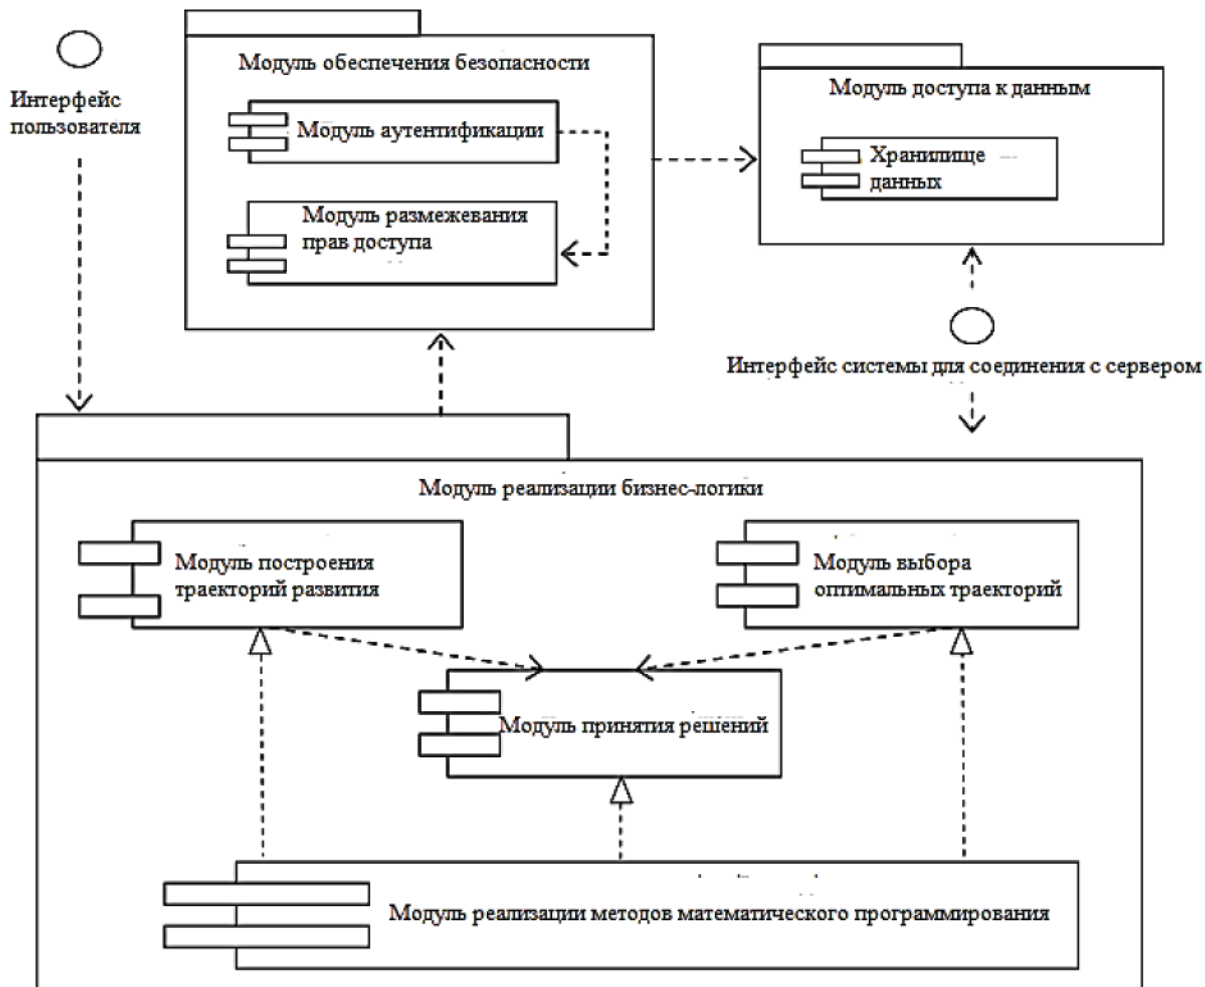 Интерфейс
пользователя
Модуль обеспечения безопасности
Модуль аутентификации
Модуль размежевания
прав доступа
Модуль доступа к данным
Хранилище
данных
Интерфейс системы для соединения с сервером
Модуль реализации бизнес-логики
Модуль построения
траекторий развития
Модуль выбора
оптимальных траекторий
Модуль принятия решений
Модуль реализации методов математического программирования